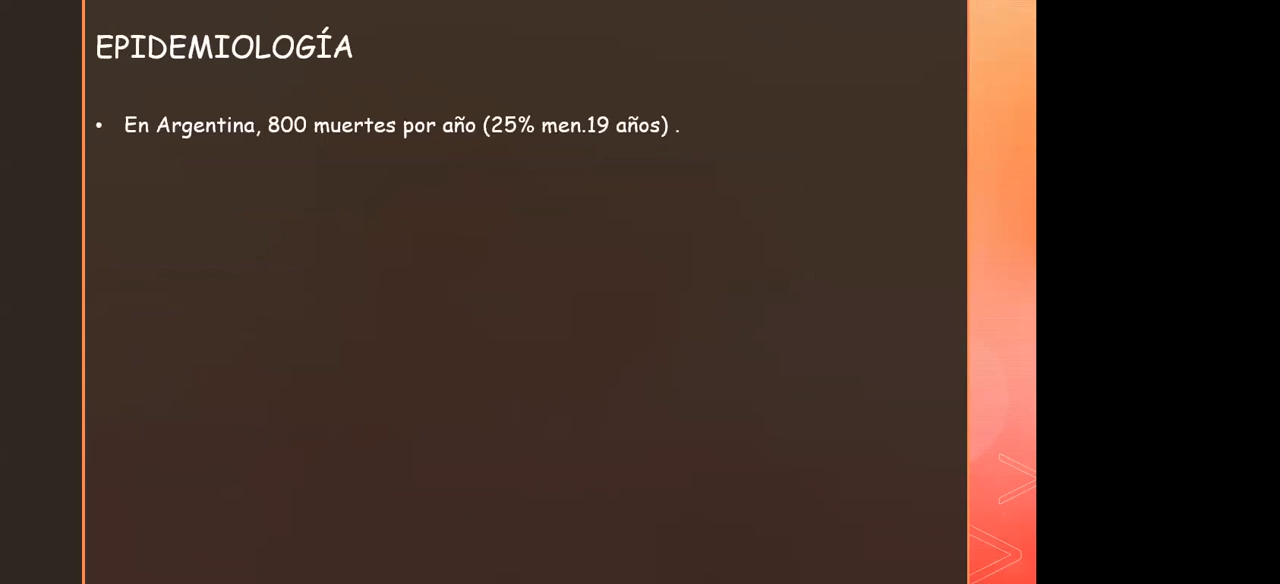 EPIDEMIOLOGÍA
• En Argentina, 800 muertes por año (25% men.19 años) .